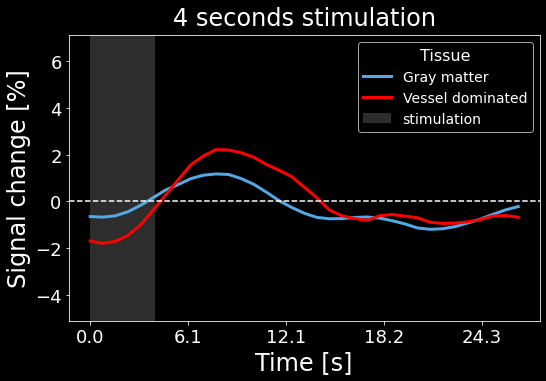 4 seconds stimulation
Signal change [%]
6
4
2
0
−2
−4
Tissue
Gray matter
Vessel dominated
stimulation
0.0 6.1 12.1 18.2 24.3
Time [s]